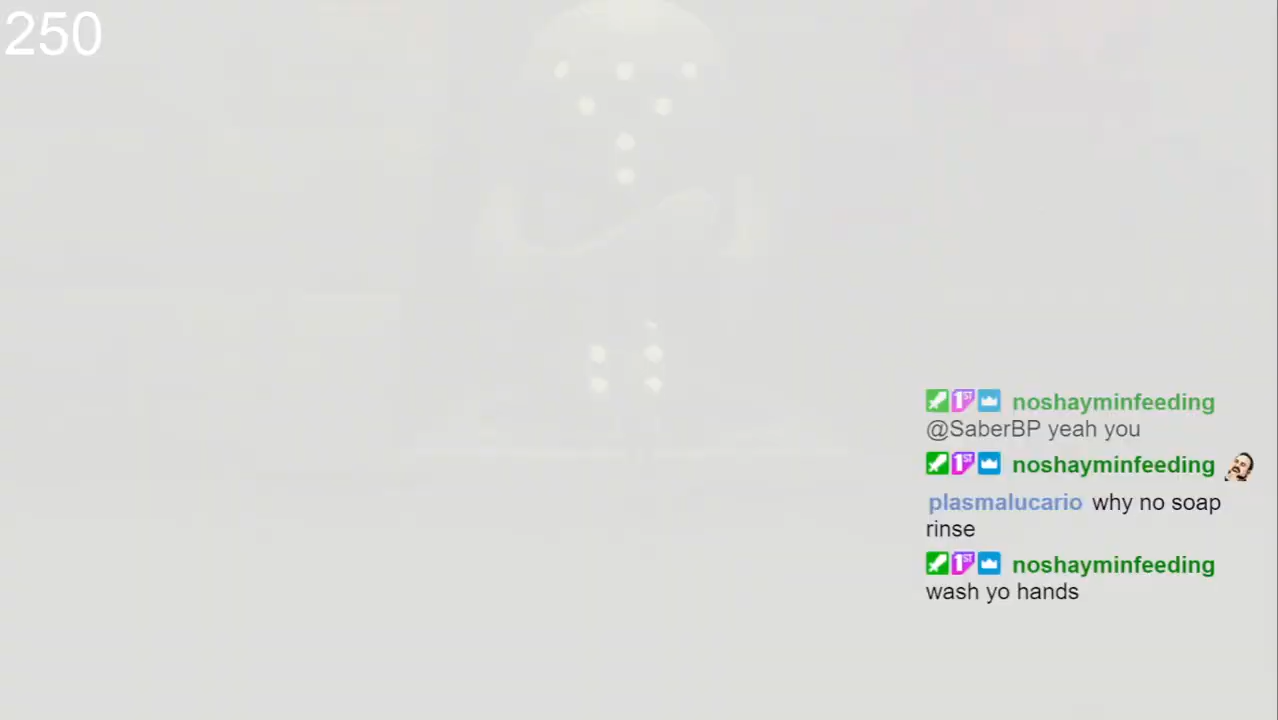 250
noshayminfeeding
@SaberBP yeah you
noshayminfeeding
plasmalucario why no soap
rinse
noshayminfeeding
wash yo hands